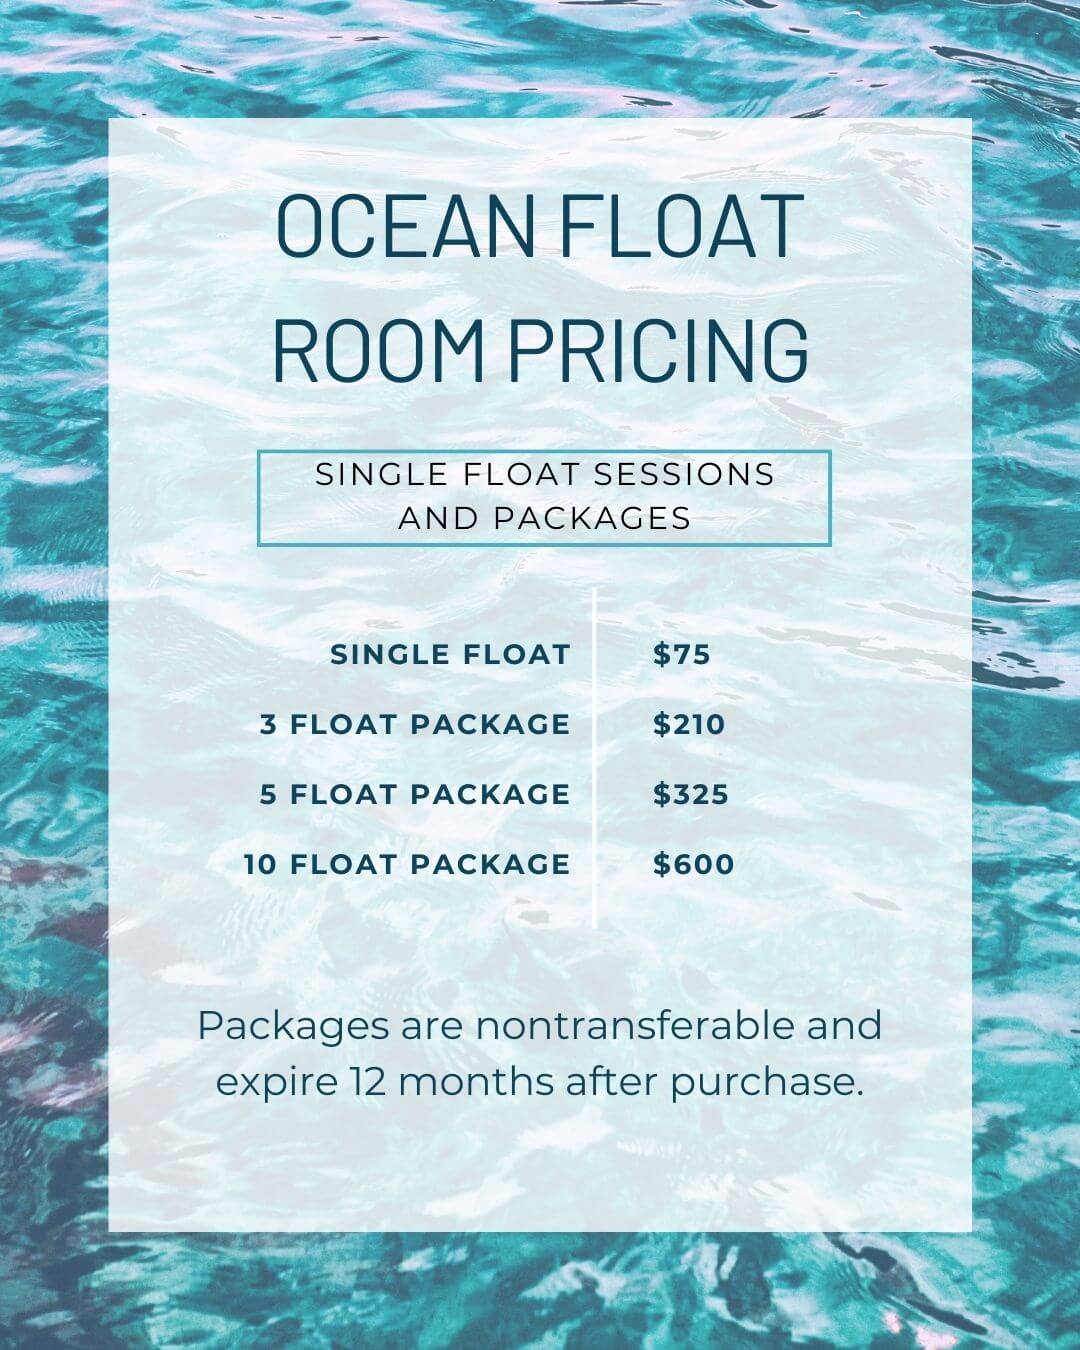 OCEAN FLOAT
ROOM PRICING
SINGLE FLOAT SESSIONS
AND PACKAGES
SINGLE FLOAT $75
3 FLOAT PACKAGE $210
5 FLOAT PACKAGE $325
10 FLOAT PACKAGE $600
Packages are nontransferable and
expire 12 months after purchase.